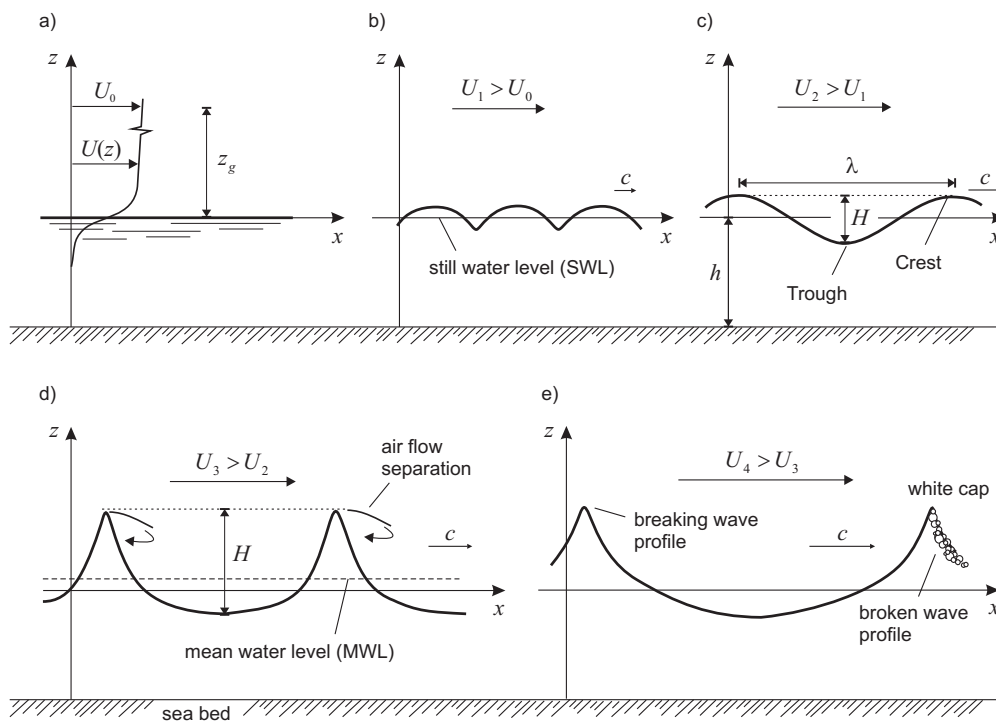 a)
z
U₀
U(z)
z_g
x
b)
z
U₁ > U₀
c
x
still water level (SWL)
c)
z
U₂ > U₁
λ
c
H
x
h
Trough
Crest
d)
z
U₃ > U₂
air flow
separation
H
c
x
mean water level (MWL)
sea bed
e)
z
U₄ > U₃
white cap
breaking wave
profile
c
x
broken wave
profile